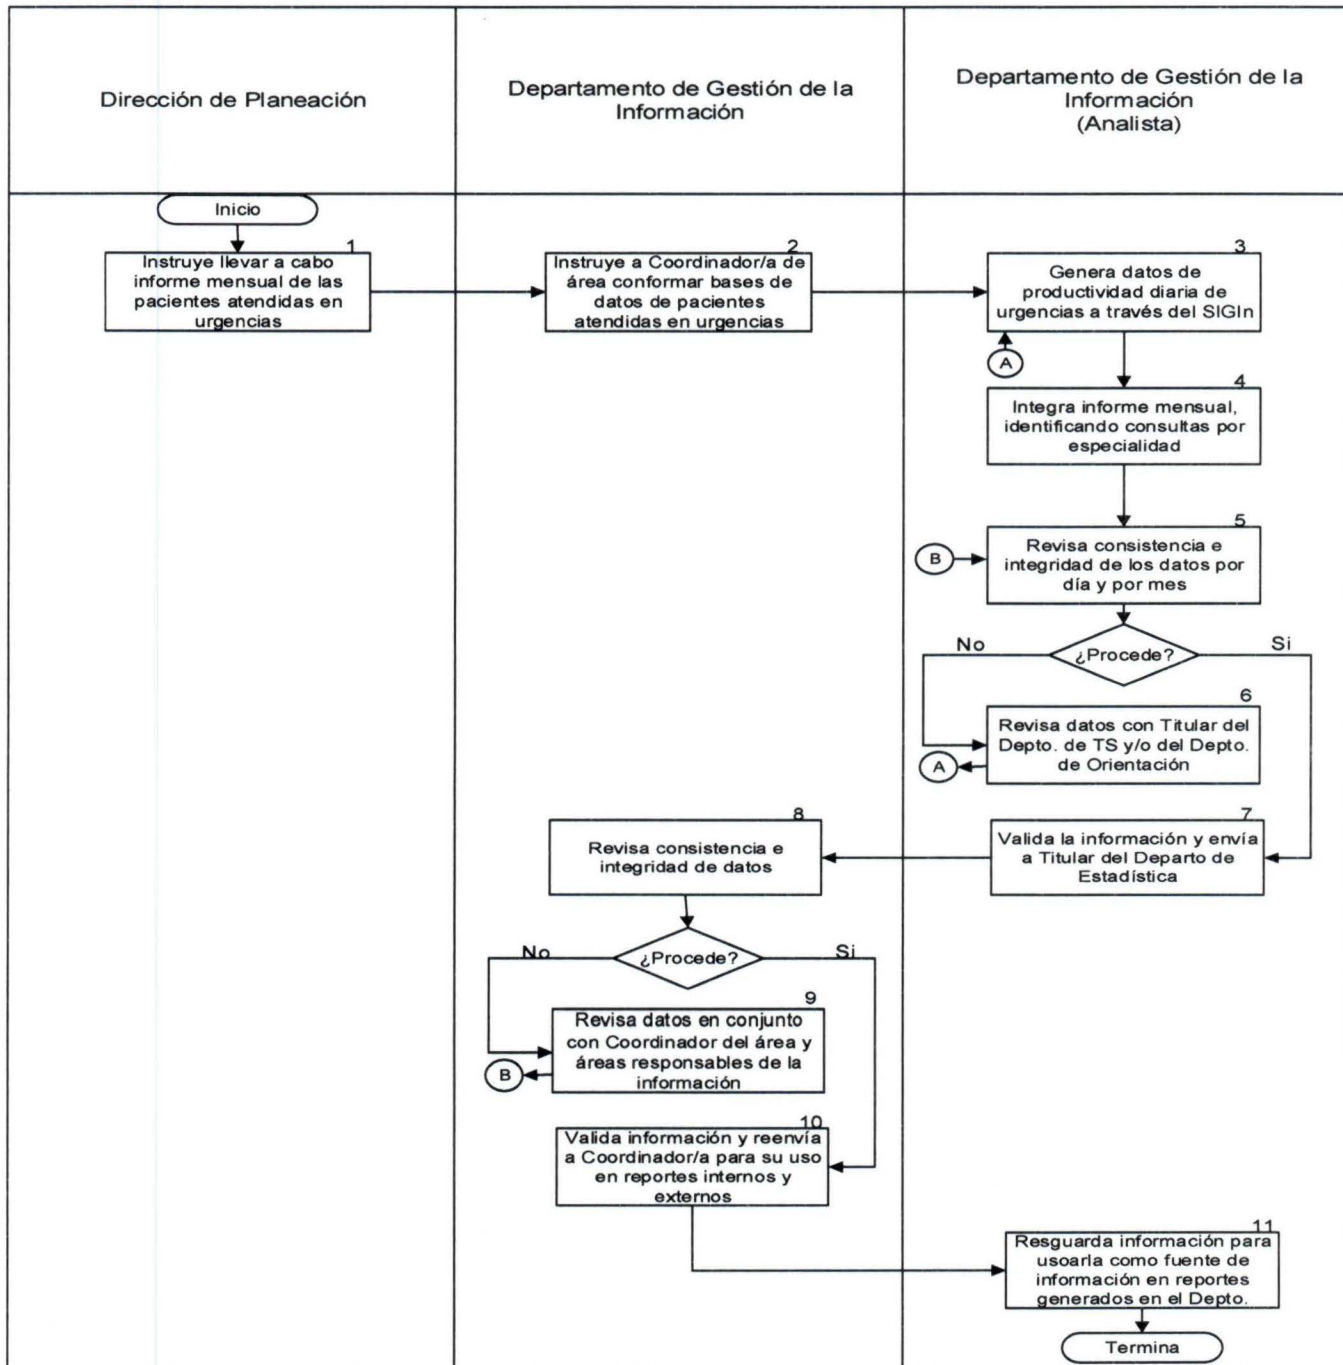 Dirección de Planeación
Departamento de Gestión de la
Información
Departamento de Gestión de la
Información
(Analista)
Inicio
1
Instruye llevar a cabo
informe mensual de las
pacientes atendidas en
urgencias
2
Instruye a Coordinador/a de
área conformar bases de
datos de pacientes
atendidas en urgencias
3
Genera datos de
productividad diaria de
urgencias a través del SIGIn
A
4
Integra informe mensual,
identificando consultas por
especialidad
5
B
Revisa consistencia e
integridad de los datos por
día y por mes
No
¿Procede?
Si
6
Revisa datos con Titular del
Depto. de TS y/o del Depto.
de Orientación
A
7
Valida la información y envía
a Titular del Departo de
Estadística
8
Revisa consistencia e
integridad de datos
No
¿Procede?
Si
9
Revisa datos en conjunto
con Coordinador del área y
áreas responsables de la
información
B
10
Valida información y reenvía
a Coordinador/a para su uso
en reportes internos y
externos
11
Resguarda información para
usoarla como fuente de
información en reportes
generados en el Depto.
Termina